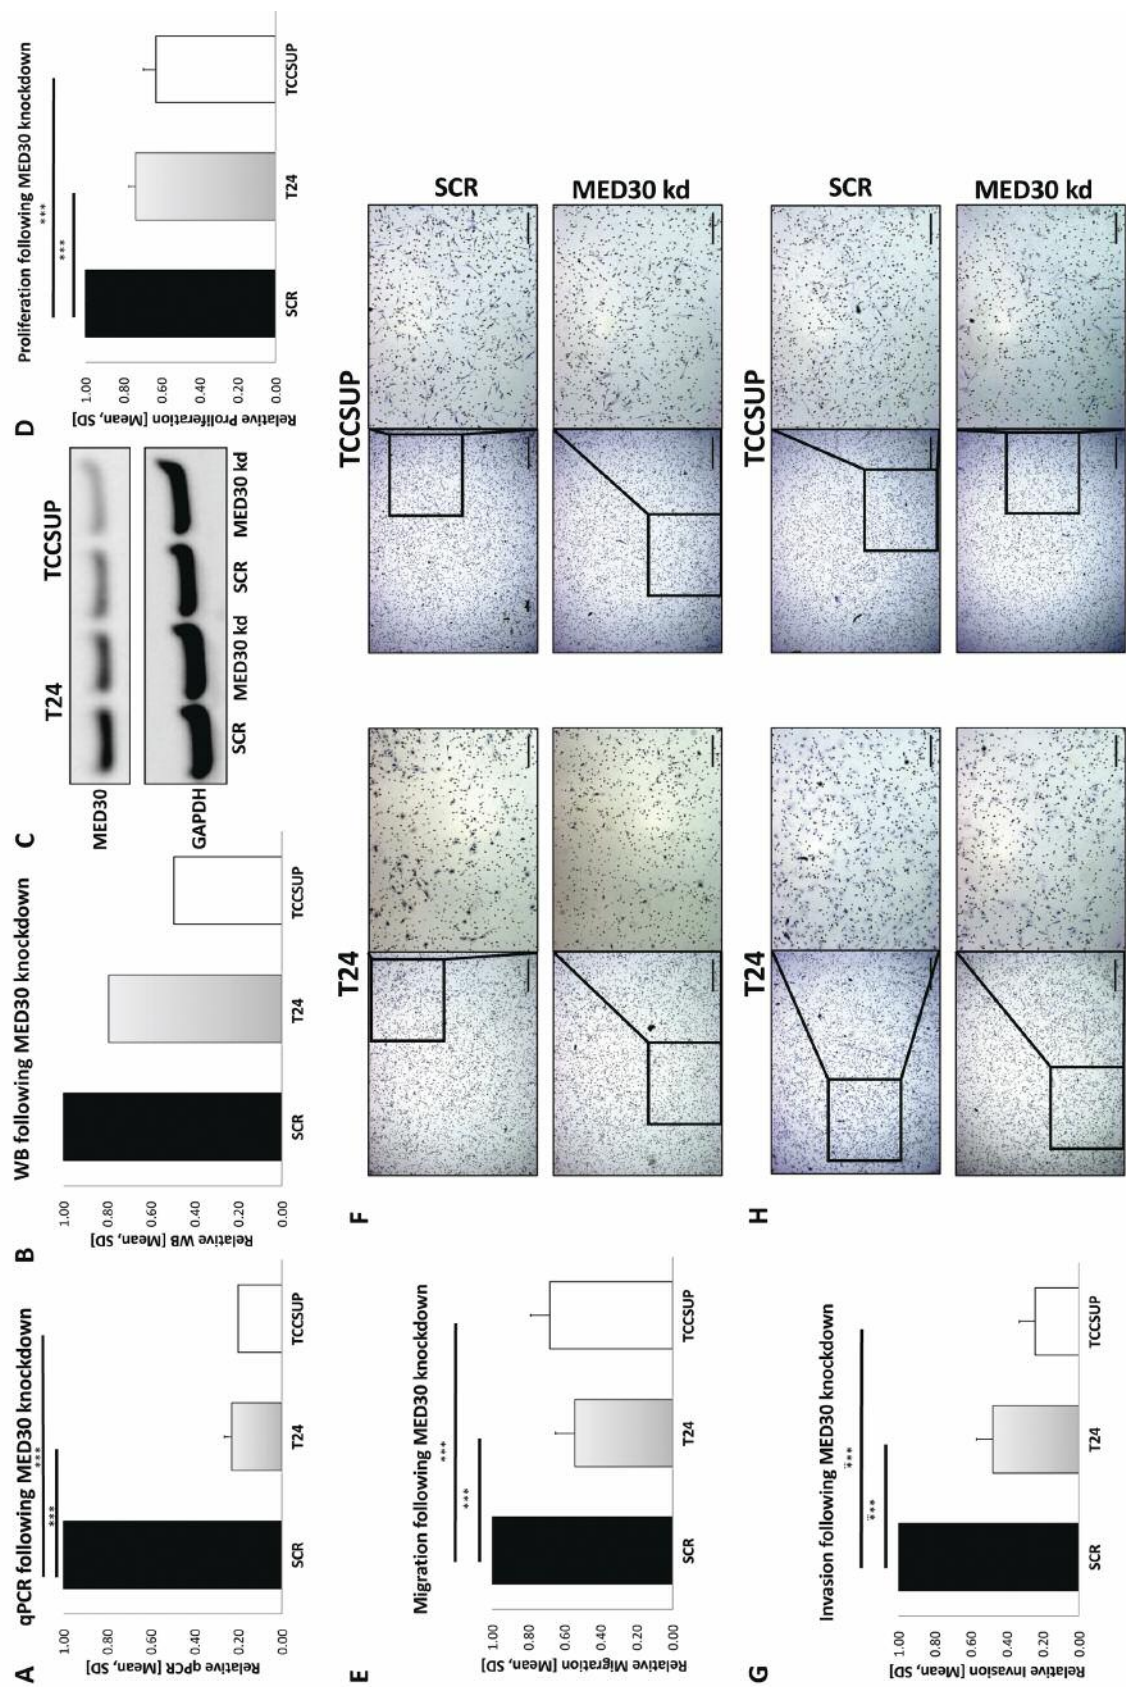 A
qPCR following MED30 knockdown
***
***
Relative qPCR [Mean, SD]
1.00
0.80
0.60
0.40
0.20
0.00
SCR
T24
TCCSUP
B
WB following MED30 knockdown
Relative WB [Mean, SD]
1.00
0.80
0.60
0.40
0.20
0.00
SCR
T24
TCCSUP
C
T24
TCCSUP
MED30
GAPDH
SCR
MED30 kd
SCR
MED30 kd
D
Proliferation following MED30 knockdown
***
***
Relative Proliferation [Mean, SD]
1.00
0.80
0.60
0.40
0.20
0.00
SCR
T24
TCCSUP
E
Migration following MED30 knockdown
***
***
Relative Migration [Mean, SD]
1.00
0.80
0.60
0.40
0.20
0.00
SCR
T24
TCCSUP
F
T24
TCCSUP
SCR
MED30 kd
G
Invasion following MED30 knockdown
***
***
Relative Invasion [Mean, SD]
1.00
0.80
0.60
0.40
0.20
0.00
SCR
T24
TCCSUP
H
T24
TCCSUP
SCR
MED30 kd